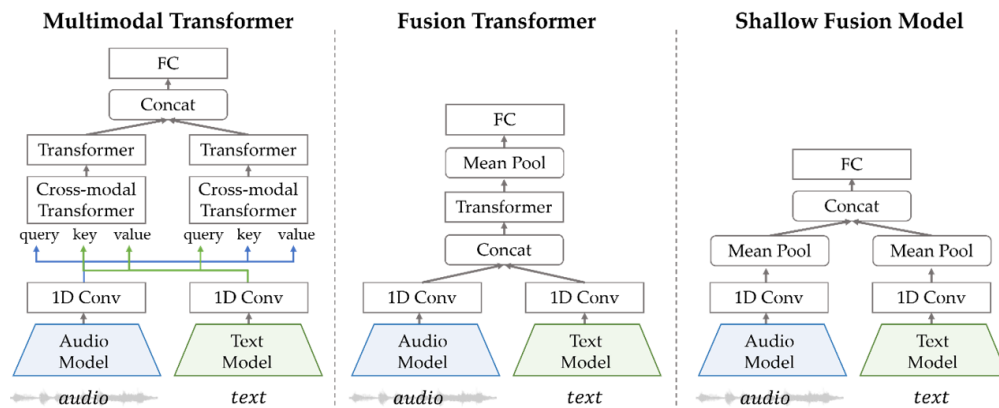 Multimodal Transformer
FC
Concat
Transformer
Transformer
Cross-modal
Transformer
Cross-modal
Transformer
query key value
query key value
1D Conv
1D Conv
Audio
Model
Text
Model
audio
text
Fusion Transformer
FC
Mean Pool
Transformer
Concat
1D Conv
1D Conv
Audio
Model
Text
Model
audio
text
Shallow Fusion Model
FC
Concat
Mean Pool
Mean Pool
1D Conv
1D Conv
Audio
Model
Text
Model
audio
text